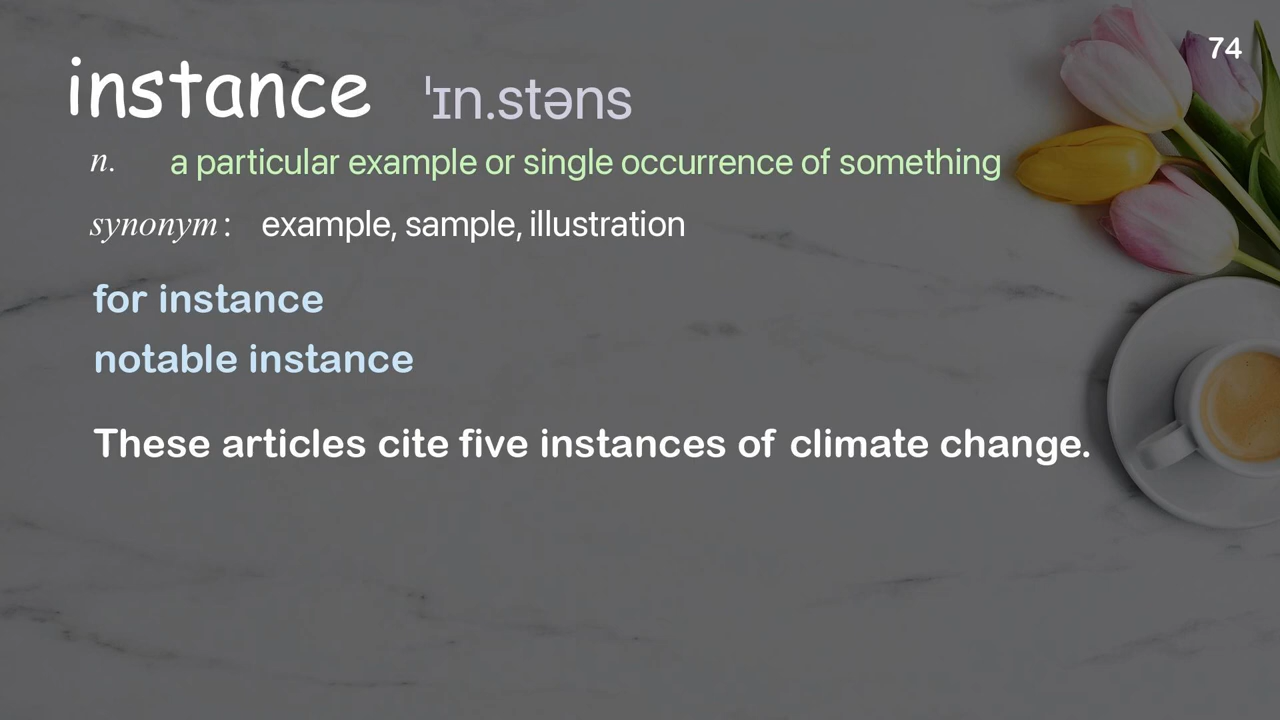 74
instance ˈɪn.stəns
n. a particular example or single occurrence of something
synonym: example, sample, illustration
for instance
notable instance
These articles cite five instances of climate change.